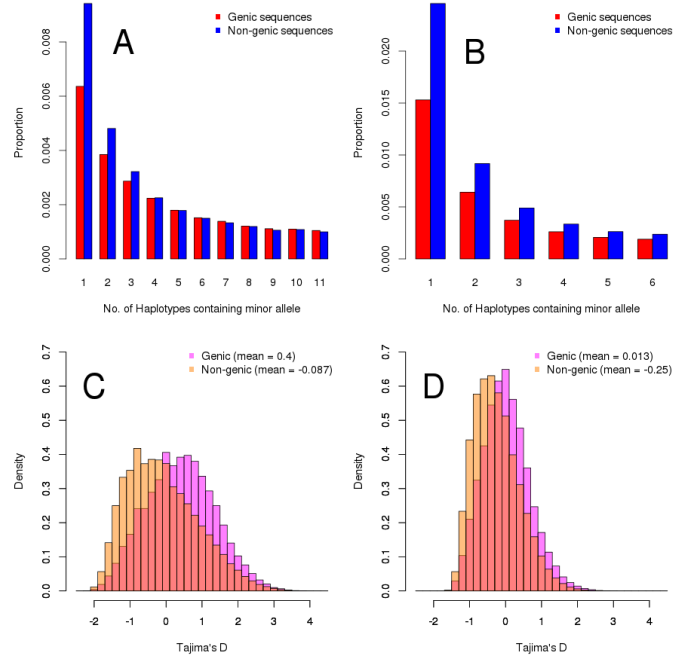 A
Genic sequences
Non-genic sequences
Proportion
0.000 0.002 0.004 0.006 0.008
1 2 3 4 5 6 7 8 9 10 11
No. of Haplotypes containing minor allele
B
Genic sequences
Non-genic sequences
Proportion
0.000 0.005 0.010 0.015 0.020
1 2 3 4 5 6
No. of Haplotypes containing minor allele
C
Genic (mean = 0.4)
Non-genic (mean = -0.087)
Density
0.0 0.1 0.2 0.3 0.4 0.5 0.6 0.7
-2 -1 0 1 2 3 4
Tajima's D
D
Genic (mean = 0.013)
Non-genic (mean = -0.25)
Density
0.0 0.1 0.2 0.3 0.4 0.5 0.6 0.7
-2 -1 0 1 2 3 4
Tajima's D